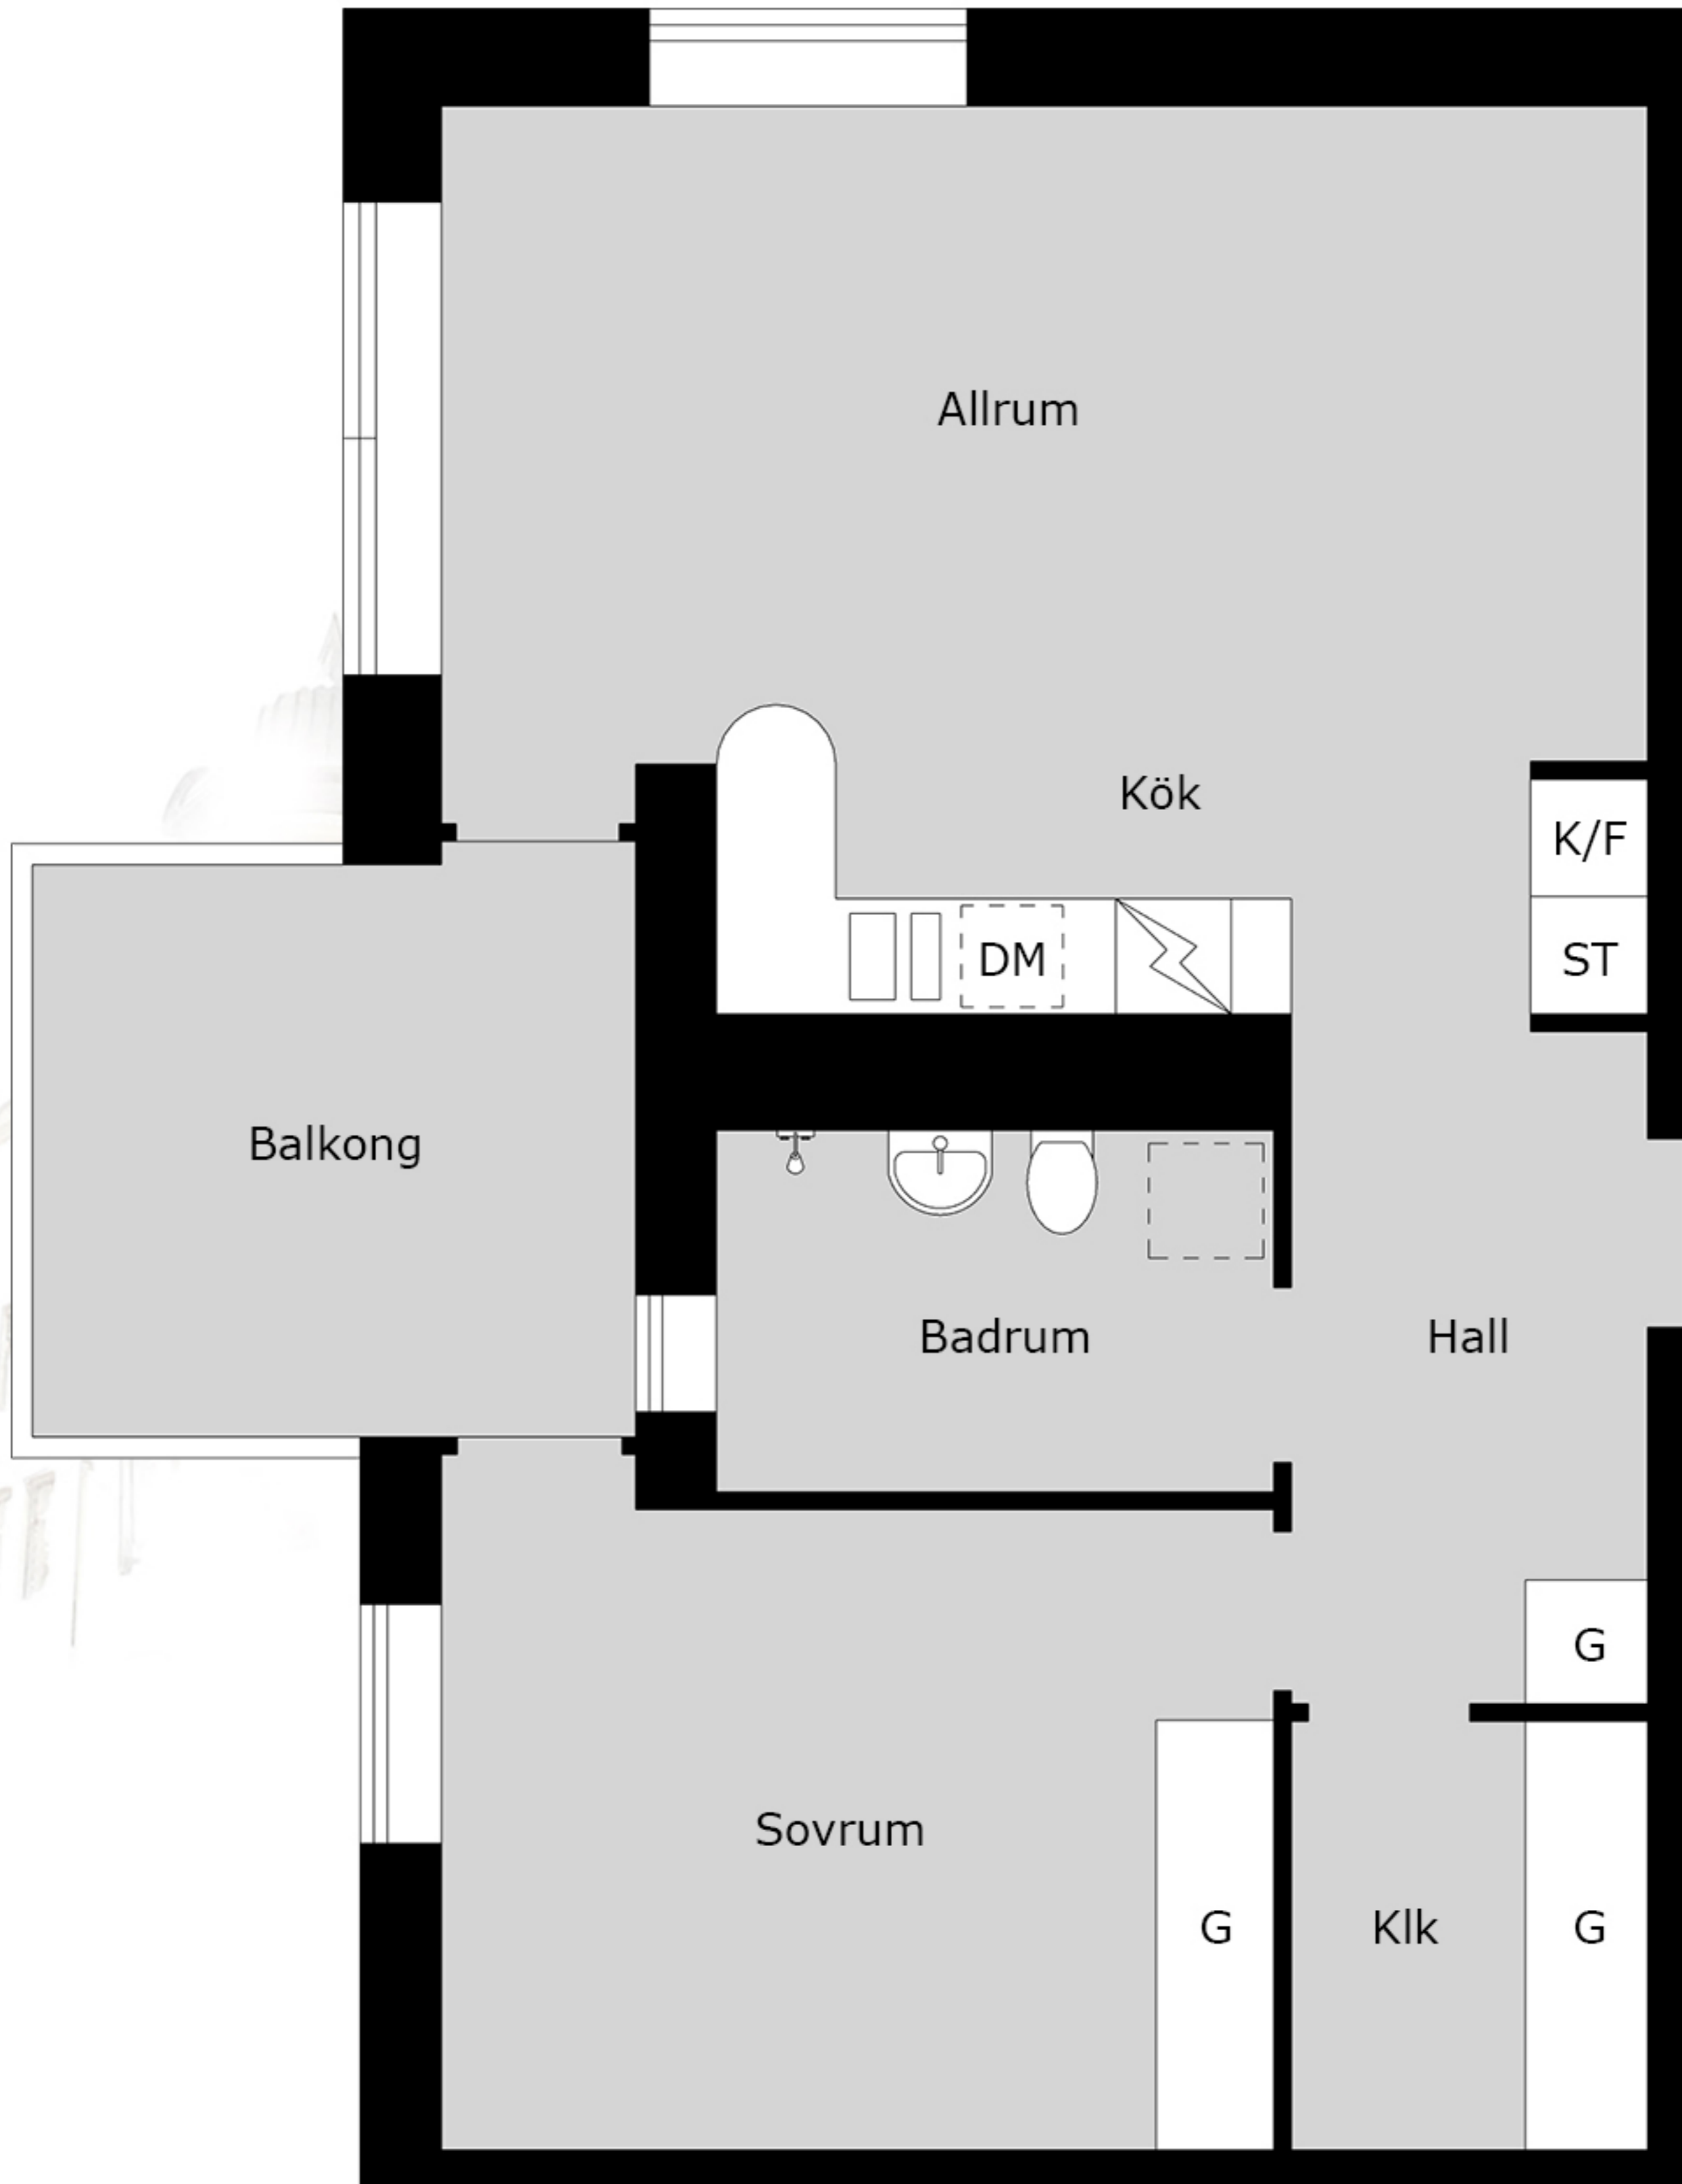 Allrum
Kök
K/F
DM
ST
Balkong
Badrum
Hall
G
Sovrum
G
Klk
G